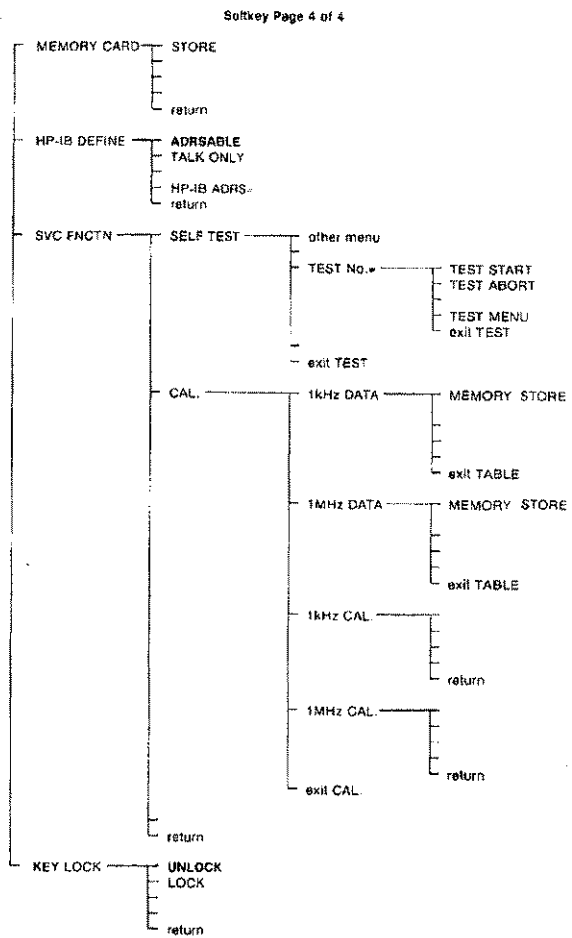 Softkey Page 4 of 4
MEMORY CARD STORE
return
HP-IB DEFINE ADRSABLE
TALK ONLY
HP-IB ADRS*
return
SVC FNCTN SELF TEST other menu
TEST No.* TEST START
TEST ABORT
TEST MENU
exit TEST
exit TEST
CAL. 1kHz DATA MEMORY STORE
exit TABLE
1MHz DATA MEMORY STORE
exit TABLE
1kHz CAL.
return
1MHz CAL.
return
exit CAL.
return
KEY LOCK UNLOCK
LOCK
return